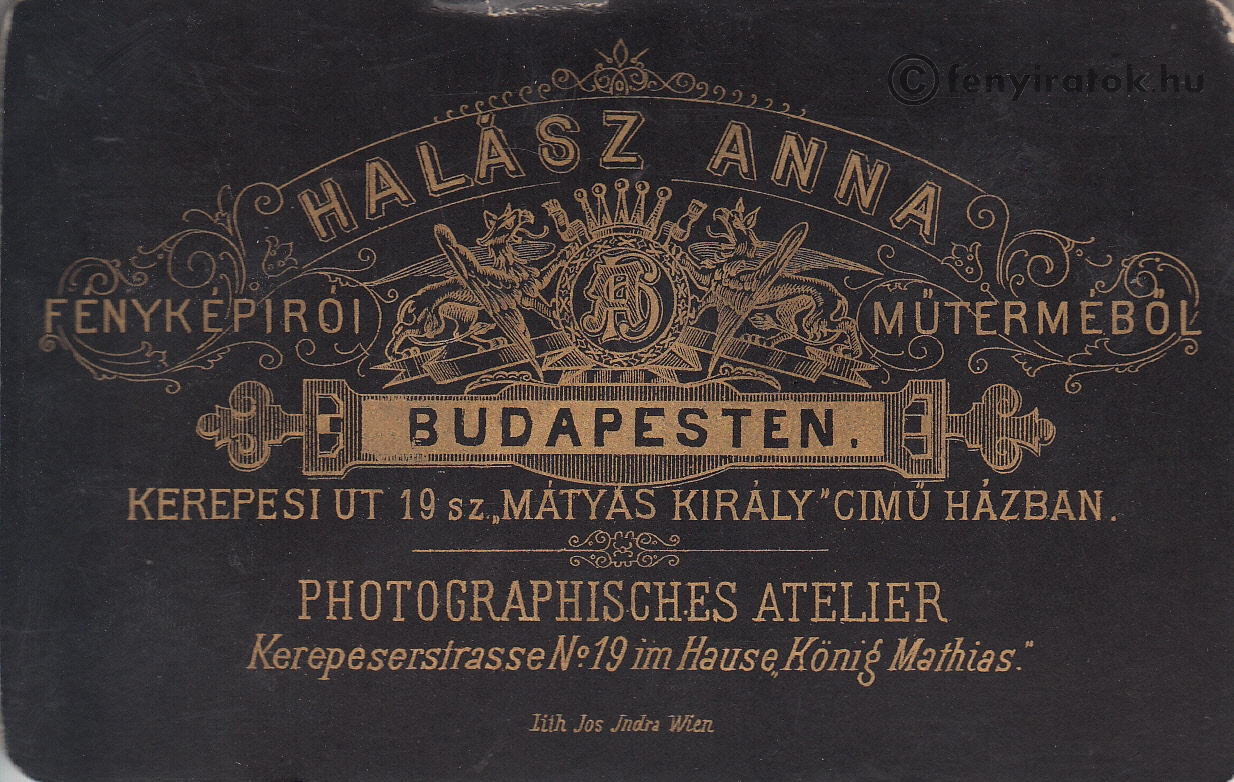 ©fenyiratok.hu
HALÁSZ ANNA
FÉNYKÉPIRÓI MŰTERMÉBŐL
BUDAPESTEN.
KEREPESI UT 19 sz. „MÁTYÁS KIRÁLY” CIMŰ HÁZBAN.
PHOTOGRAPHISCHES ATELIER
Kerepeserstrasse No 19 im Hause „König Mathias.”
lith Jos Jndra Wien